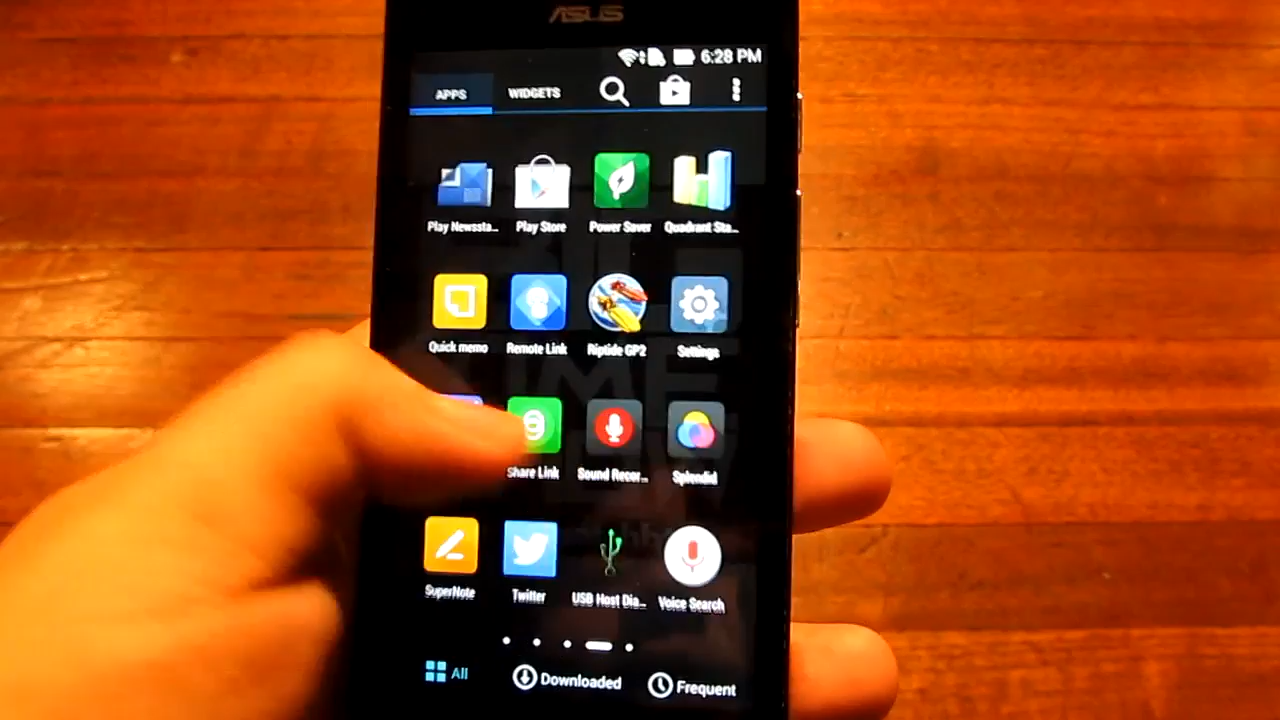 ASUS
6:28 PM
APPS WIDGETS
Play Newssta... Play Store Power Saver Quadrant Sta...
Quick memo Remote Link Riptide GP2 Settings
Share Link Sound Recor... Splendid
SuperNote Twitter USB Host Dia... Voice Search
All Downloaded Frequent